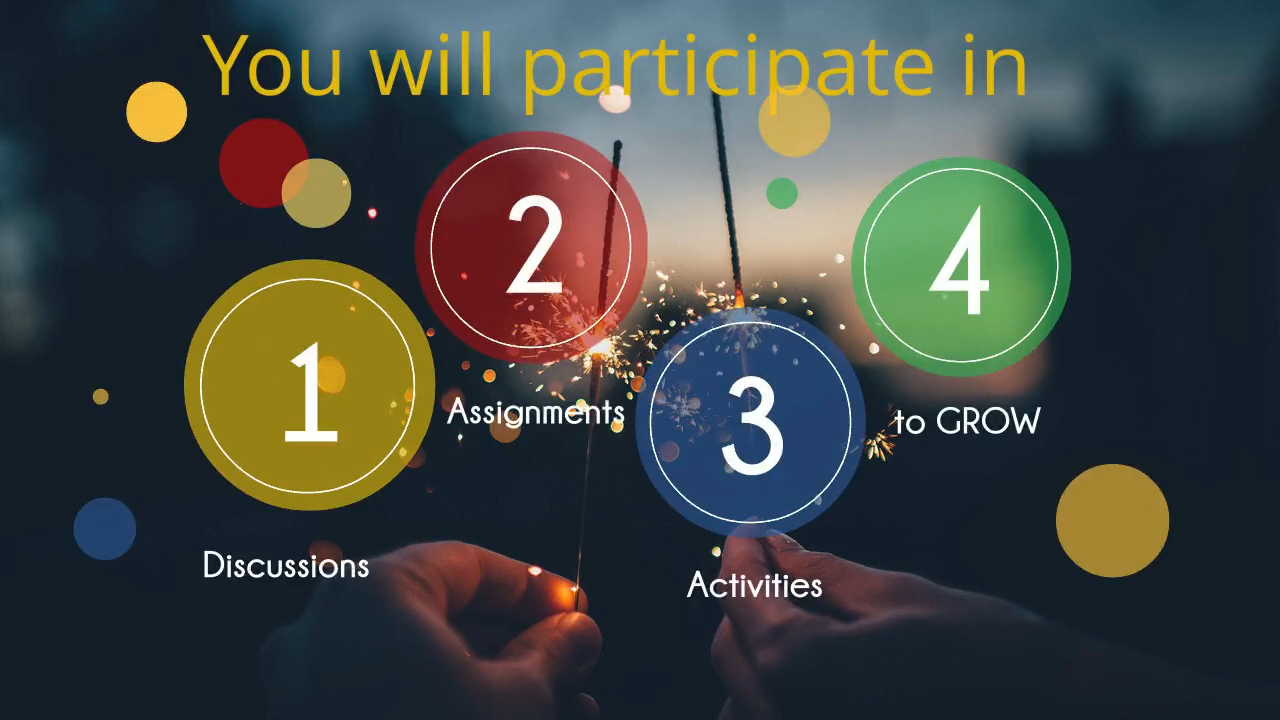 You will participate in
1
Discussions
2
Assignments
3
Activities
4
to GROW